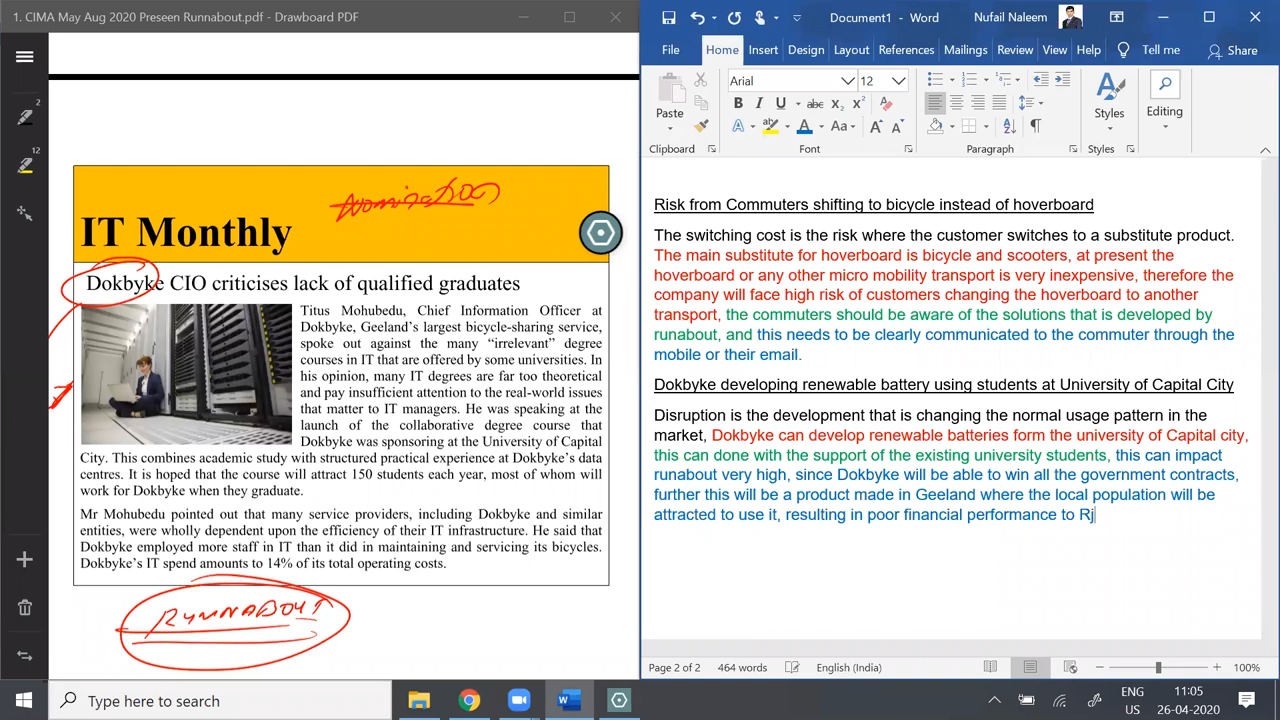 1. CIMA May Aug 2020 Preseen Runnabout.pdf - Drawboard PDF
2
12
Nomination
IT Monthly
Dokbyke CIO criticises lack of qualified graduates
Titus Mohubedu, Chief Information Officer at
Dokbyke, Geeland's largest bicycle-sharing service,
spoke out against the many “irrelevant” degree
courses in IT that are offered by some universities. In
his opinion, many IT degrees are far too theoretical
and pay insufficient attention to the real-world issues
that matter to IT managers. He was speaking at the
launch of the collaborative degree course that
Dokbyke was sponsoring at the University of Capital
City. This combines academic study with structured practical experience at Dokbyke's data
centres. It is hoped that the course will attract 150 students each year, most of whom will
work for Dokbyke when they graduate.
Mr Mohubedu pointed out that many service providers, including Dokbyke and similar
entities, were wholly dependent upon the efficiency of their IT infrastructure. He said that
Dokbyke employed more staff in IT than it did in maintaining and servicing its bicycles.
Dokbyke's IT spend amounts to 14% of its total operating costs.
RUNNABOUT
Document1 - Word
Nufail Naleem
File Home Insert Design Layout References Mailings Review View Help Tell me Share
Arial 12
Paste
B I U abc x₂ x²
A aby A Aa A A
Styles
Editing
Clipboard Font Paragraph Styles
Risk from Commuters shifting to bicycle instead of hoverboard
The switching cost is the risk where the customer switches to a substitute product.
The main substitute for hoverboard is bicycle and scooters, at present the
hoverboard or any other micro mobility transport is very inexpensive, therefore the
company will face high risk of customers changing the hoverboard to another
transport, the commuters should be aware of the solutions that is developed by
runabout, and this needs to be clearly communicated to the commuter through the
mobile or their email.
Dokbyke developing renewable battery using students at University of Capital City
Disruption is the development that is changing the normal usage pattern in the
market, Dokbyke can develop renewable batteries form the university of Capital city,
this can done with the support of the existing university students, this can impact
runabout very high, since Dokbyke will be able to win all the government contracts,
further this will be a product made in Geeland where the local population will be
attracted to use it, resulting in poor financial performance to Rj
Page 2 of 2 464 words English (India) 100%
Type here to search
ENG
US
11:05
26-04-2020